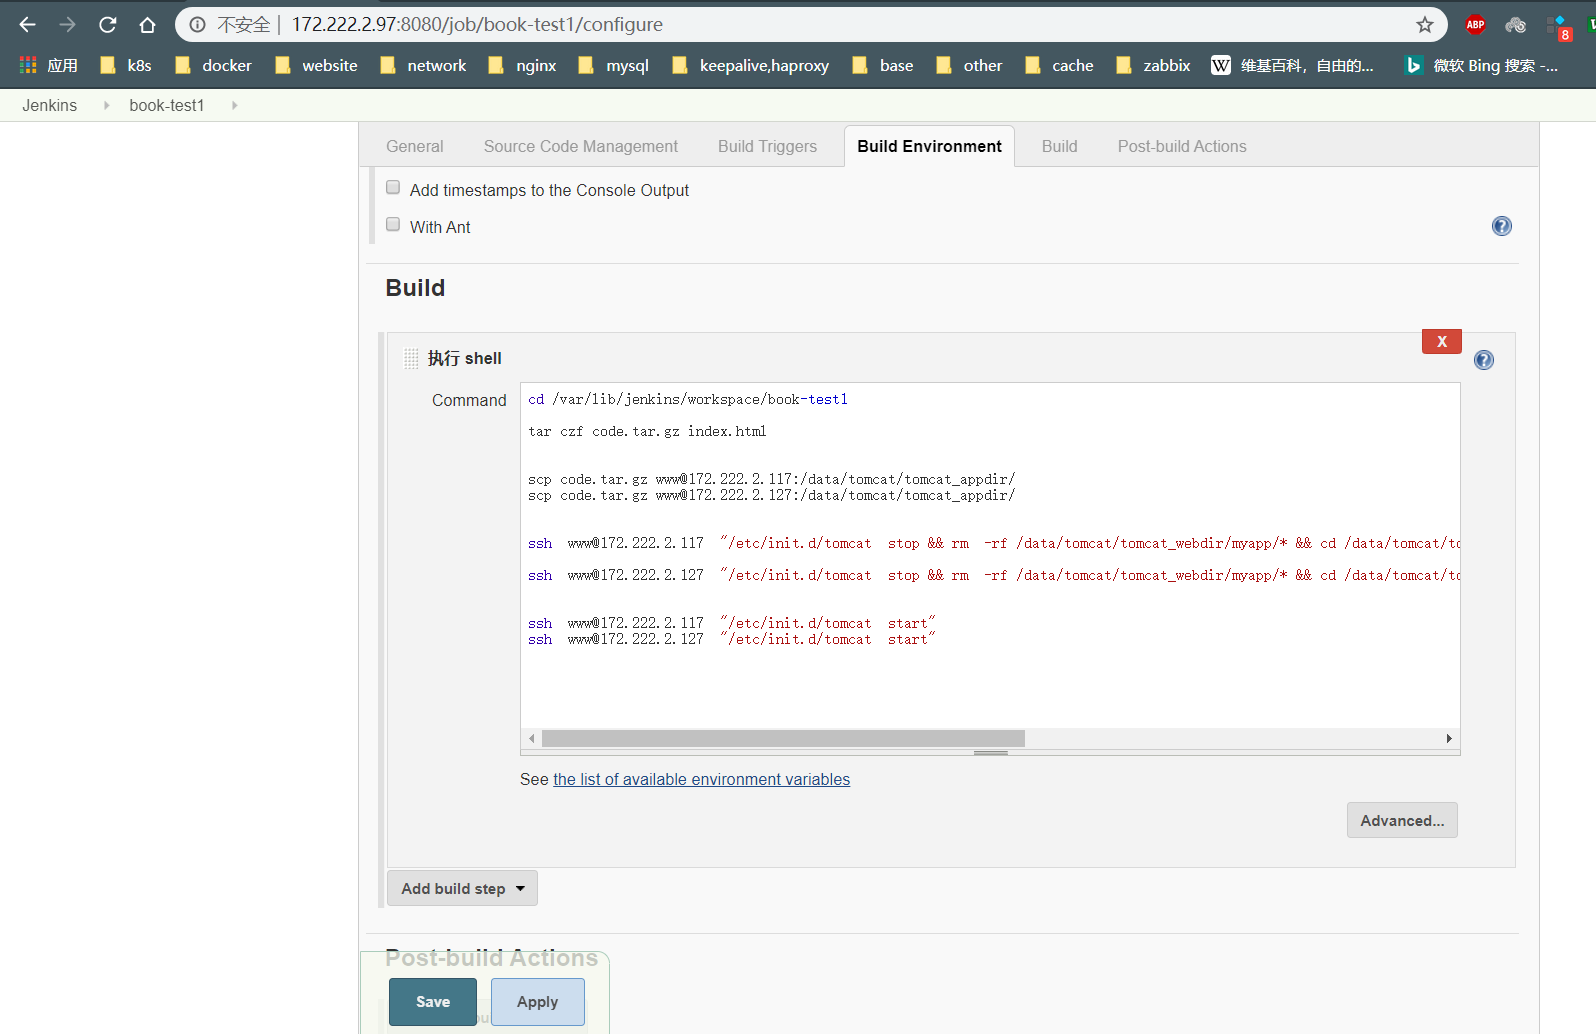 不安全 | 172.222.2.97:8080/job/book-test1/configure
ABP
8
应用 k8s docker website network nginx mysql keepalive,haproxy base other cache zabbix W 维基百科，自由的... 微软 Bing 搜索 -...
Jenkins book-test1
General Source Code Management Build Triggers Build Environment Build Post-build Actions
Add timestamps to the Console Output
With Ant
?
Build
X
执行 shell
?
Command
cd /var/lib/jenkins/workspace/book-test1
tar czf code.tar.gz index.html
scp code.tar.gz www@172.222.2.117:/data/tomcat/tomcat_appdir/
scp code.tar.gz www@172.222.2.127:/data/tomcat/tomcat_appdir/
ssh  www@172.222.2.117  "/etc/init.d/tomcat  stop && rm  -rf /data/tomcat/tomcat_webdir/myapp/* && cd /data/tomcat/to
ssh  www@172.222.2.127  "/etc/init.d/tomcat  stop && rm  -rf /data/tomcat/tomcat_webdir/myapp/* && cd /data/tomcat/to
ssh  www@172.222.2.117  "/etc/init.d/tomcat  start"
ssh  www@172.222.2.127  "/etc/init.d/tomcat  start"
See the list of available environment variables
Advanced...
Add build step
Post-build Actions
Save Apply